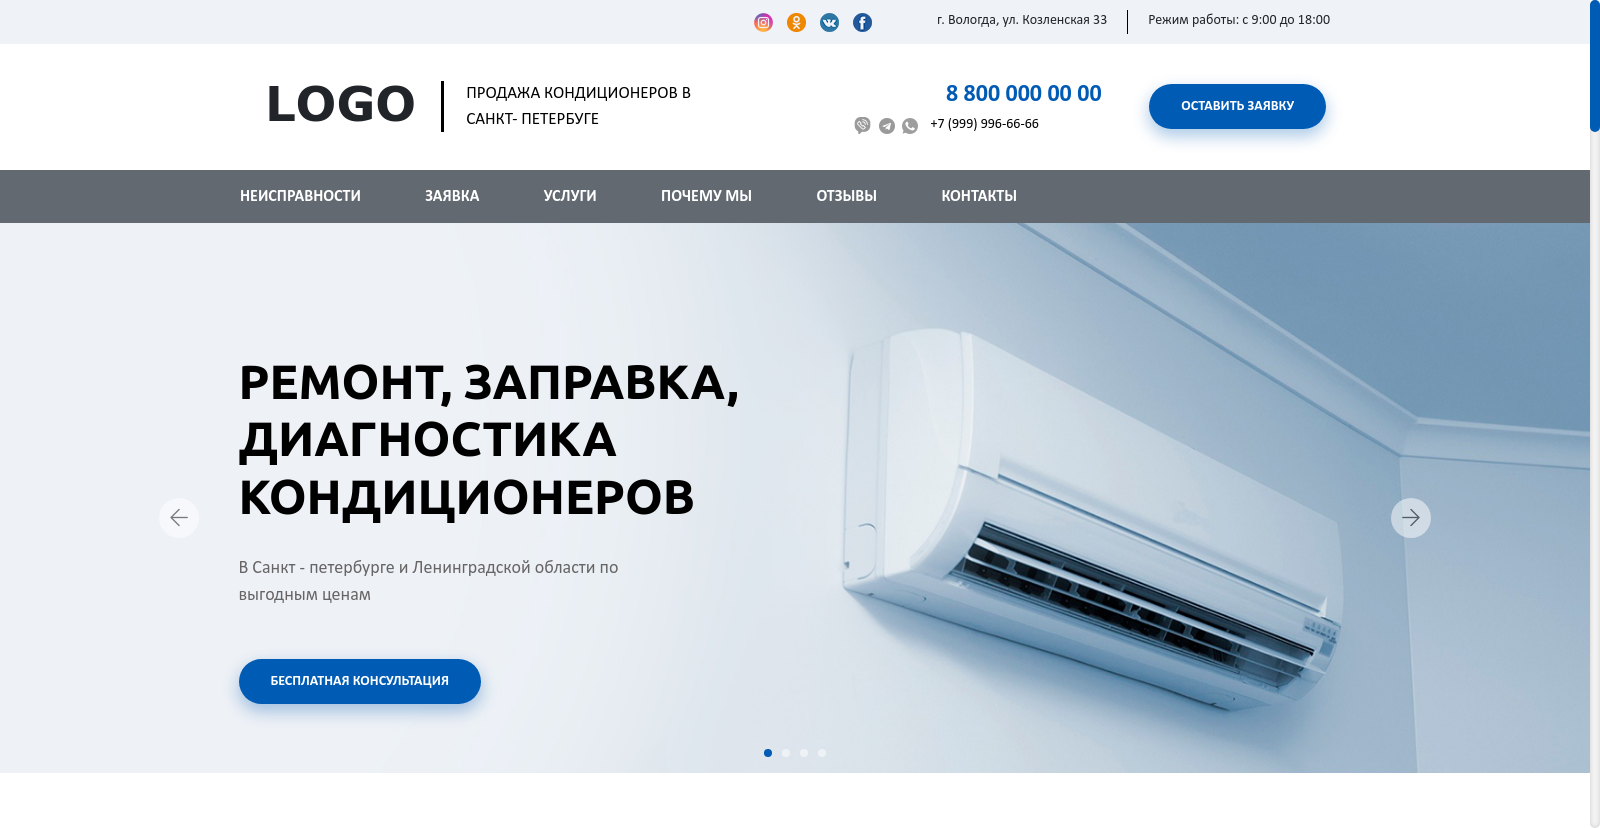 г. Вологда, ул. Козленская 33
Режим работы: с 9:00 до 18:00
LOGO
ПРОДАЖА КОНДИЦИОНЕРОВ В
САНКТ- ПЕТЕРБУГЕ
8 800 000 00 00
+7 (999) 996-66-66
ОСТАВИТЬ ЗАЯВКУ
НЕИСПРАВНОСТИ ЗАЯВКА УСЛУГИ ПОЧЕМУ МЫ ОТЗЫВЫ КОНТАКТЫ
РЕМОНТ, ЗАПРАВКА,
ДИАГНОСТИКА
КОНДИЦИОНЕРОВ
В Санкт - петербурге и Ленинградской области по
выгодным ценам
БЕСПЛАТНАЯ КОНСУЛЬТАЦИЯ